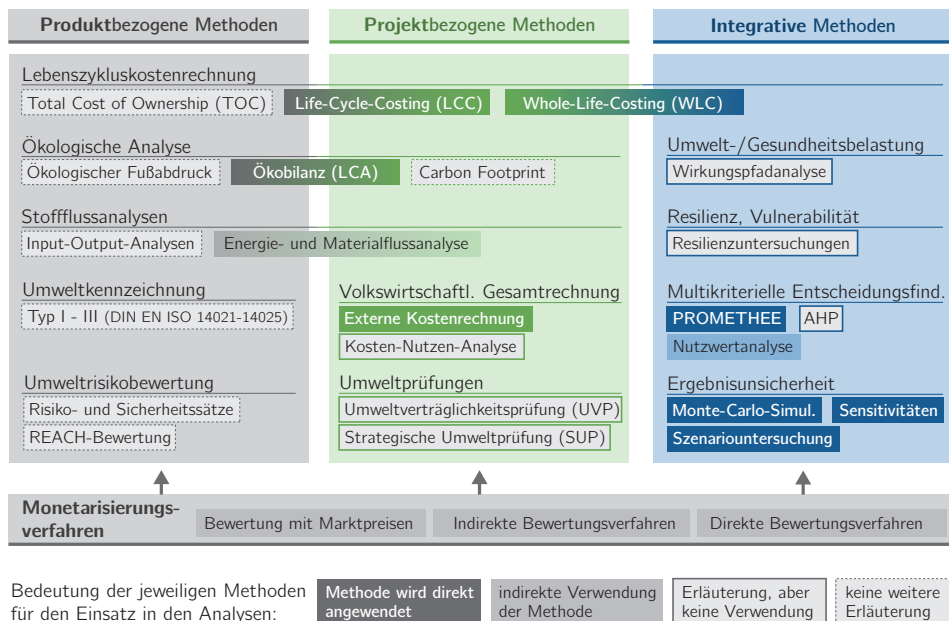 Produktbezogene Methoden
Projektbezogene Methoden
Integrative Methoden
Lebenszykluskostenrechnung
Total Cost of Ownership (TOC)
Life-Cycle-Costing (LCC)
Whole-Life-Costing (WLC)
Ökologische Analyse
Ökologischer Fußabdruck
Ökobilanz (LCA)
Carbon Footprint
Umwelt-/Gesundheitsbelastung
Wirkungspfadanalyse
Stoffflussanalysen
Input-Output-Analysen
Energie- und Materialflussanalyse
Resilienz, Vulnerabilität
Resilienzuntersuchungen
Umweltkennzeichnung
Typ I - III (DIN EN ISO 14021-14025)
Volkswirtschaftl. Gesamtrechnung
Externe Kostenrechnung
Kosten-Nutzen-Analyse
Multikriterielle Entscheidungsfind.
PROMETHEE
AHP
Nutzwertanalyse
Umweltrisikobewertung
Risiko- und Sicherheitssätze
REACH-Bewertung
Umweltprüfungen
Umweltverträglichkeitsprüfung (UVP)
Strategische Umweltprüfung (SUP)
Ergebnisunsicherheit
Monte-Carlo-Simul.
Sensitivitäten
Szenariountersuchung
Monetarisierungs-
verfahren
Bewertung mit Marktpreisen
Indirekte Bewertungsverfahren
Direkte Bewertungsverfahren
Bedeutung der jeweiligen Methoden
für den Einsatz in den Analysen:
Methode wird direkt
angewendet
indirekte Verwendung
der Methode
Erläuterung, aber
keine Verwendung
keine weitere
Erläuterung